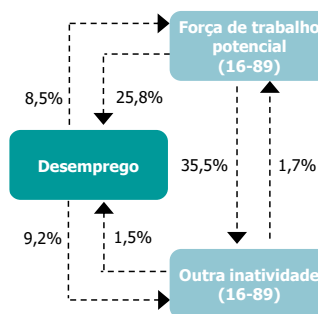 Força de trabalho
potencial
(16-89)
8,5%
25,8%
Desemprego
35,5%
1,7%
9,2%
1,5%
Outra inatividade
(16-89)